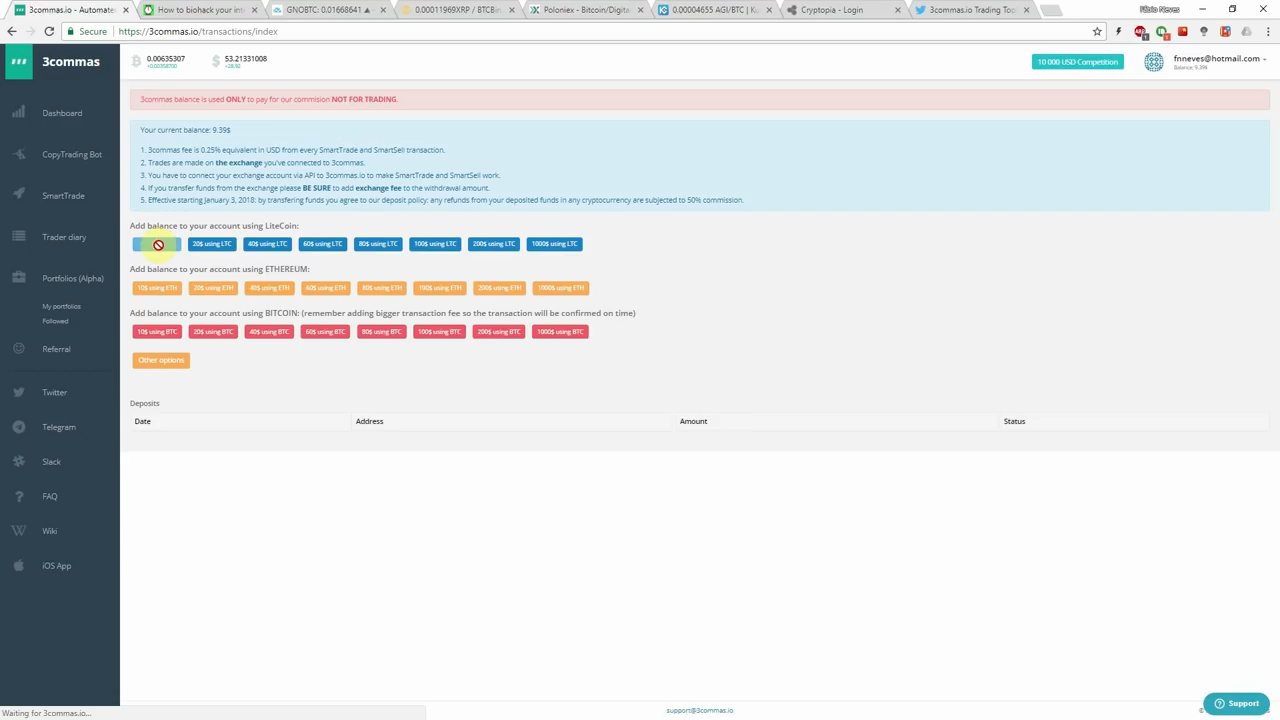 3commas.io - Automate
How to biohack your inte
GNOBTC: 0.01668641 ▲
0.00011969XRP / BTCBin
Poloniex - Bitcoin/Digita
0.00004655 AGI/BTC
Cryptopia - Login
3commas.io Trading Too
Fábio Neves
Secure
https://3commas.io/transactions/index
3commas
0.00635307
+0.00358700
53.21331008
+28.92
10 000 USD Competition
fnneves@hotmail.com
Balance: 9.39$
Dashboard
CopyTrading Bot
SmartTrade
Trader diary
Portfolios (Alpha)
My portfolios
Followed
Referral
Twitter
Telegram
Slack
FAQ
Wiki
iOS App
3commas balance is used ONLY to pay for our commision NOT FOR TRADING.
Your current balance: 9.39$
1. 3commas fee is 0.25% equivalent in USD from every SmartTrade and SmartSell transaction.
2. Trades are made on the exchange you've connected to 3commas.
3. You have to connect your exchange account via API to 3commas.io to make SmartTrade and SmartSell work.
4. If you transfer funds from the exchange please BE SURE to add exchange fee to the withdrawal amount.
5. Effective starting January 3, 2018: by transfering funds you agree to our deposit policy: any refunds from your deposited funds in any cryptocurrency are subjected to 50% commission.
Add balance to your account using LiteCoin:
20$ using LTC 40$ using LTC 60$ using LTC 80$ using LTC 100$ using LTC 200$ using LTC 1000$ using LTC
Add balance to your account using ETHEREUM:
10$ using ETH 20$ using ETH 40$ using ETH 60$ using ETH 80$ using ETH 100$ using ETH 200$ using ETH 1000$ using ETH
Add balance to your account using BITCOIN: (remember adding bigger transaction fee so the transaction will be confirmed on time)
10$ using BTC 20$ using BTC 40$ using BTC 60$ using BTC 80$ using BTC 100$ using BTC 200$ using BTC 1000$ using BTC
Other options
Deposits
Date Address Amount Status
Waiting for 3commas.io...
support@3commas.io
Support